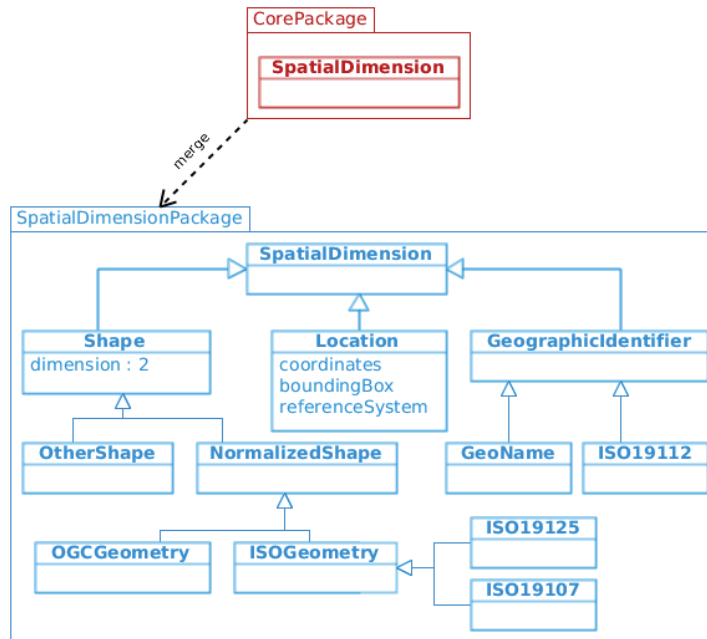 CorePackage
SpatialDimension
merge
SpatialDimensionPackage
SpatialDimension
Shape
dimension : 2
Location
coordinates
boundingBox
referenceSystem
GeographicIdentifier
OtherShape
NormalizedShape
GeoName
ISO19112
OGCGeometry
ISOGeometry
ISO19125
ISO19107